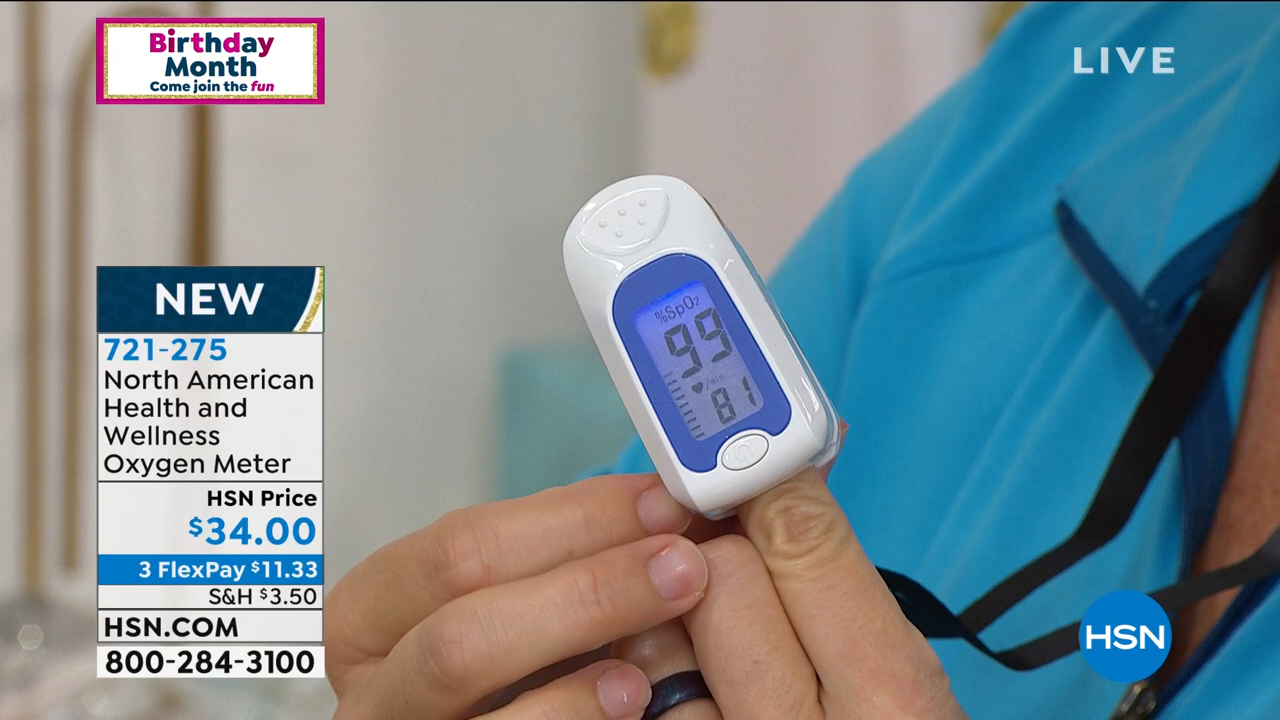 Birthday
Month
Come join the fun
LIVE
NEW
721-275
North American
Health and
Wellness
Oxygen Meter
HSN Price
$34.00
3 FlexPay $11.33
S&H $3.50
HSN.COM
800-284-3100
%SpO2
99
/min
81
HSN